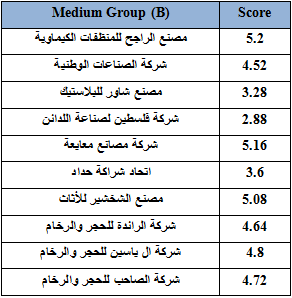 Medium Group (B) Score
مصنع الراجح للمنظفات الكيماوية 5.2
شركة الصناعات الوطنية 4.52
مصنع شاور للبلاستيك 3.28
شركة فلسطين لصناعة اللدائن 2.88
شركة مصانع معايعة 5.16
اتحاد شراكة حداد 3.6
مصنع الشخشير للأثاث 5.08
شركة الرائدة للحجر والرخام 4.64
شركة ال ياسين للحجر والرخام 4.8
شركة الصاحب للحجر والرخام 4.72